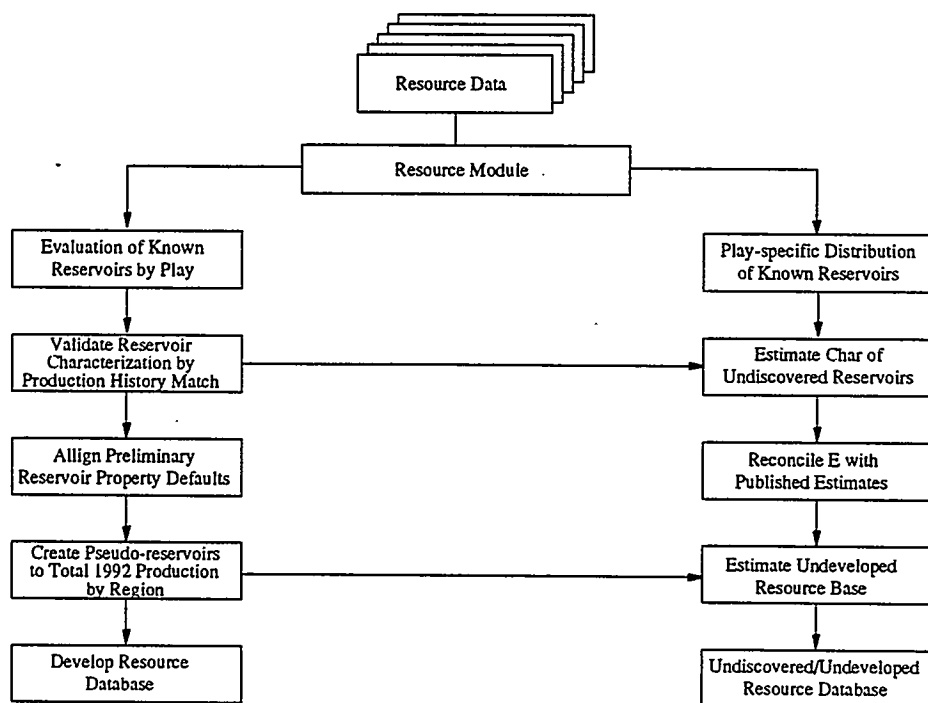 Resource Data
Resource Module
Evaluation of Known
Reservoirs by Play
Validate Reservoir
Characterization by
Production History Match
Allign Preliminary
Reservoir Property Defaults
Create Pseudo-reservoirs
to Total 1992 Production
by Region
Develop Resource
Database
Play-specific Distribution
of Known Reservoirs
Estimate Char of
Undiscovered Reservoirs
Reconcile E with
Published Estimates
Estimate Undeveloped
Resource Base
Undiscovered/Undeveloped
Resource Database